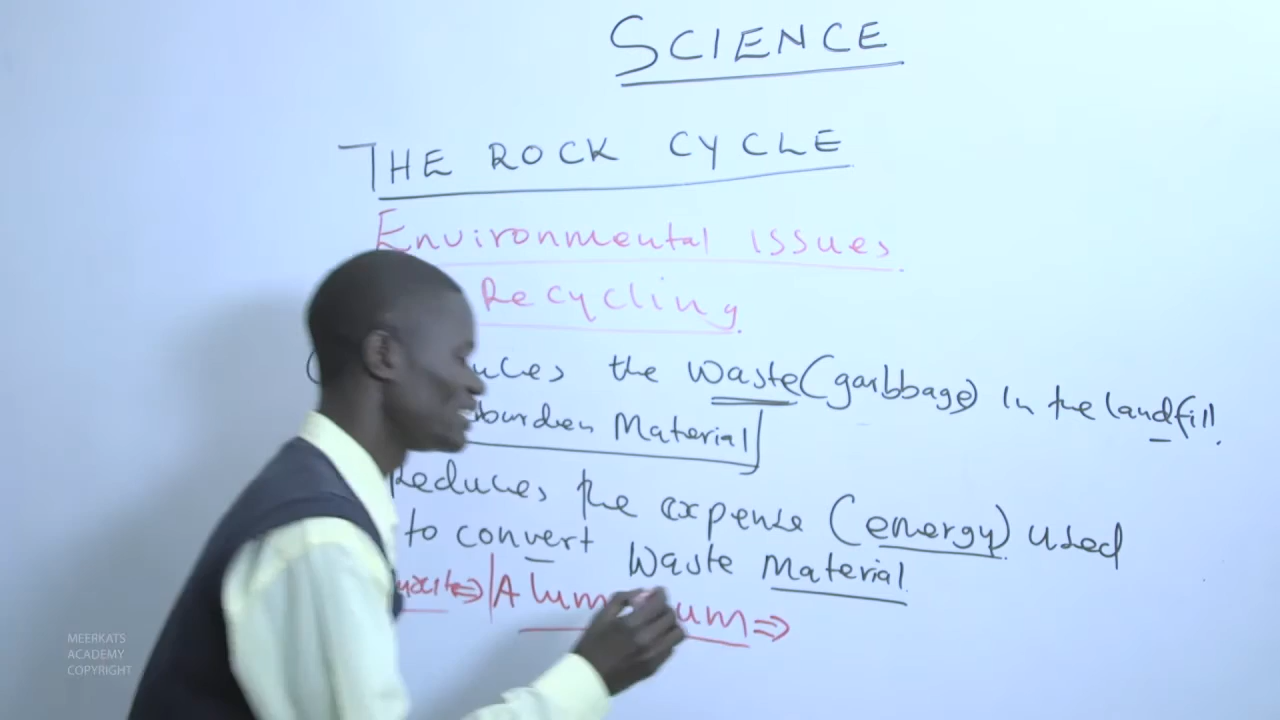 SCIENCE
THE ROCK CYCLE
Environmental issues.
Recycling.
the waste (garbbage) in the landfill.
Material
Reduces the expense (energy) used
to convert waste material
⇒ | ⇒
MEERKATS
ACADEMY
COPYRIGHT